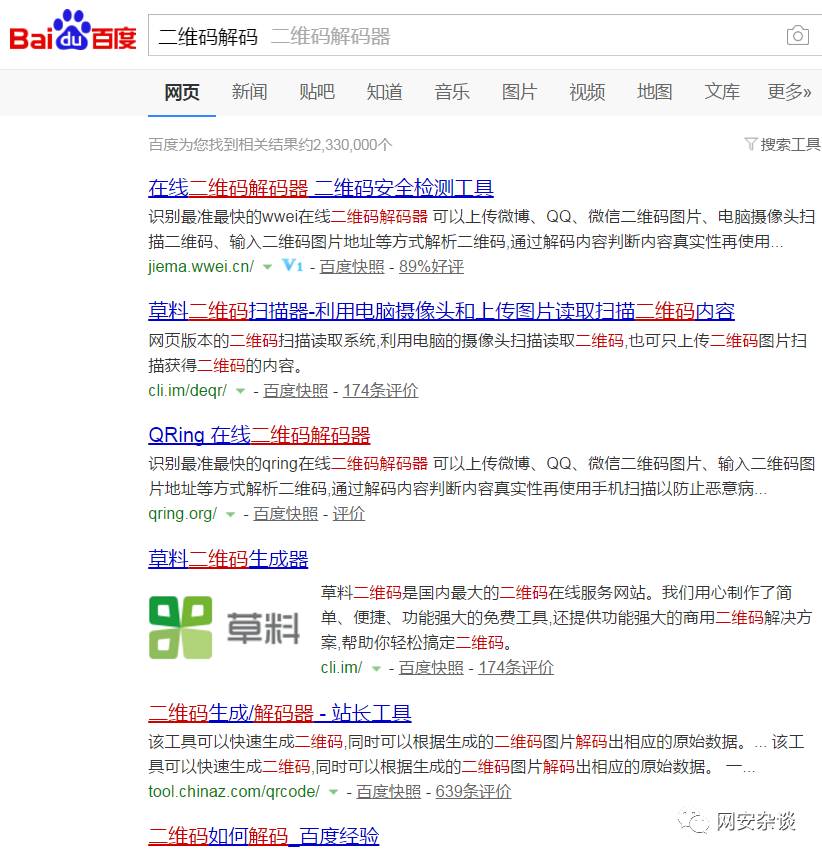 Bai du 百度
二维码解码 二维码解码器
网页 新闻 贴吧 知道 音乐 图片 视频 地图 文库 更多»
百度为您找到相关结果约2,330,000个 搜索工具
在线二维码解码器 二维码安全检测工具
识别最准最快的wwei在线二维码解码器 可以上传微博、QQ、微信二维码图片、电脑摄像头扫
描二维码、输入二维码图片地址等方式解析二维码,通过解码内容判断内容真实性再使用...
jiema.wwei.cn/ V1 - 百度快照 - 89%好评
草料二维码扫描器-利用电脑摄像头和上传图片读取扫描二维码内容
网页版本的二维码扫描读取系统,利用电脑的摄像头扫描读取二维码,也可只上传二维码图片扫
描获得二维码的内容。
cli.im/deqr/ - 百度快照 - 174条评价
QRing 在线二维码解码器
识别最准最快的qring在线二维码解码器 可以上传微博、QQ、微信二维码图片、输入二维码图
片地址等方式解析二维码,通过解码内容判断内容真实性再使用手机扫描以防止恶意病...
qring.org/ - 百度快照 - 评价
草料二维码生成器
草料
草料二维码是国内最大的二维码在线服务网站。我们用心制作了简
单、便捷、功能强大的免费工具,还提供功能强大的商用二维码解决方
案,帮助你轻松搞定二维码。
cli.im/ - 百度快照 - 174条评价
二维码生成/解码器 - 站长工具
该工具可以快速生成二维码,同时可以根据生成的二维码图片解码出相应的原始数据。... 该工
具可以快速生成二维码,同时可以根据生成的二维码图片解码出相应的原始数据。 一...
tool.chinaz.com/qrcode/ - 百度快照 - 639条评价
网安杂谈
二维码如何解码_百度经验